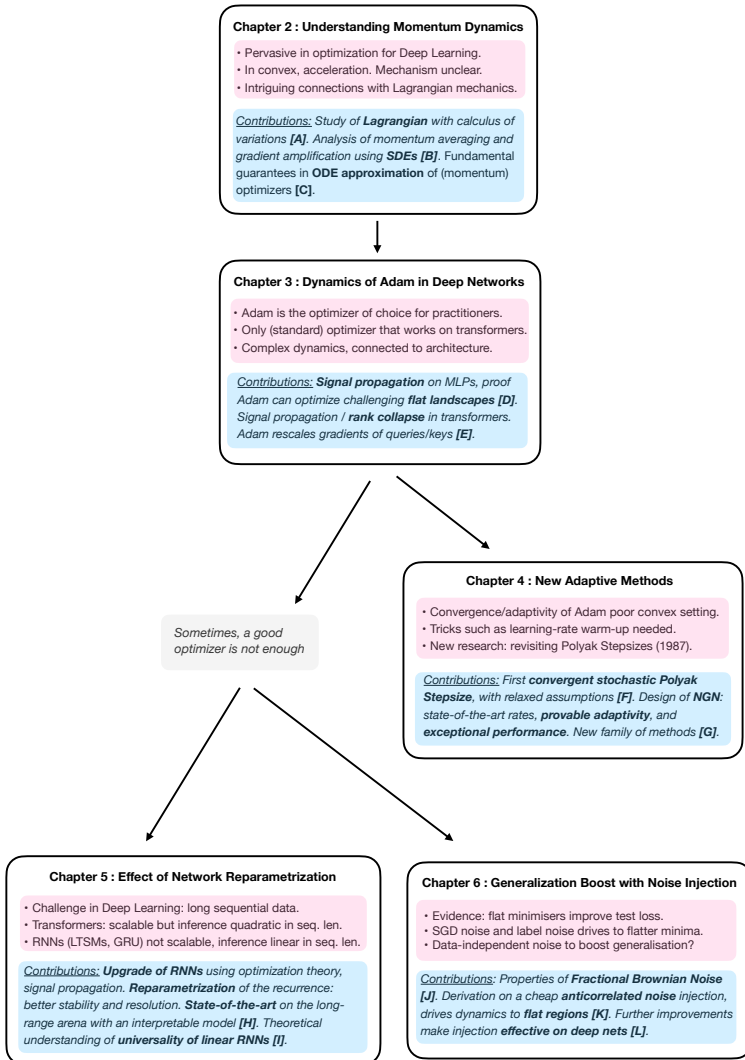 Chapter 2 : Understanding Momentum Dynamics
• Pervasive in optimization for Deep Learning.
• In convex, acceleration. Mechanism unclear.
• Intriguing connections with Lagrangian mechanics.
Contributions: Study of Lagrangian with calculus of
variations [A]. Analysis of momentum averaging and
gradient amplification using SDEs [B]. Fundamental
guarantees in ODE approximation of (momentum)
optimizers [C].
Chapter 3 : Dynamics of Adam in Deep Networks
• Adam is the optimizer of choice for practitioners.
• Only (standard) optimizer that works on transformers.
• Complex dynamics, connected to architecture.
Contributions: Signal propagation on MLPs, proof
Adam can optimize challenging flat landscapes [D].
Signal propagation / rank collapse in transformers.
Adam rescales gradients of queries/keys [E].
Chapter 4 : New Adaptive Methods
• Convergence/adaptivity of Adam poor convex setting.
• Tricks such as learning-rate warm-up needed.
• New research: revisiting Polyak Stepsizes (1987).
Contributions: First convergent stochastic Polyak
Stepsize, with relaxed assumptions [F]. Design of NGN:
state-of-the-art rates, provable adaptivity, and
exceptional performance. New family of methods [G].
Sometimes, a good
optimizer is not enough
Chapter 5 : Effect of Network Reparametrization
• Challenge in Deep Learning: long sequential data.
• Transformers: scalable but inference quadratic in seq. len.
• RNNs (LTSMs, GRU) not scalable, inference linear in seq. len.
Contributions: Upgrade of RNNs using optimization theory,
signal propagation. Reparametrization of the recurrence:
better stability and resolution. State-of-the-art on the long-
range arena with an interpretable model [H]. Theoretical
understanding of universality of linear RNNs [I].
Chapter 6 : Generalization Boost with Noise Injection
• Evidence: flat minimisers improve test loss.
• SGD noise and label noise drives to flatter minima.
• Data-independent noise to boost generalisation?
Contributions: Properties of Fractional Brownian Noise
[J]. Derivation on a cheap anticorrelated noise injection,
drives dynamics to flat regions [K]. Further improvements
make injection effective on deep nets [L].